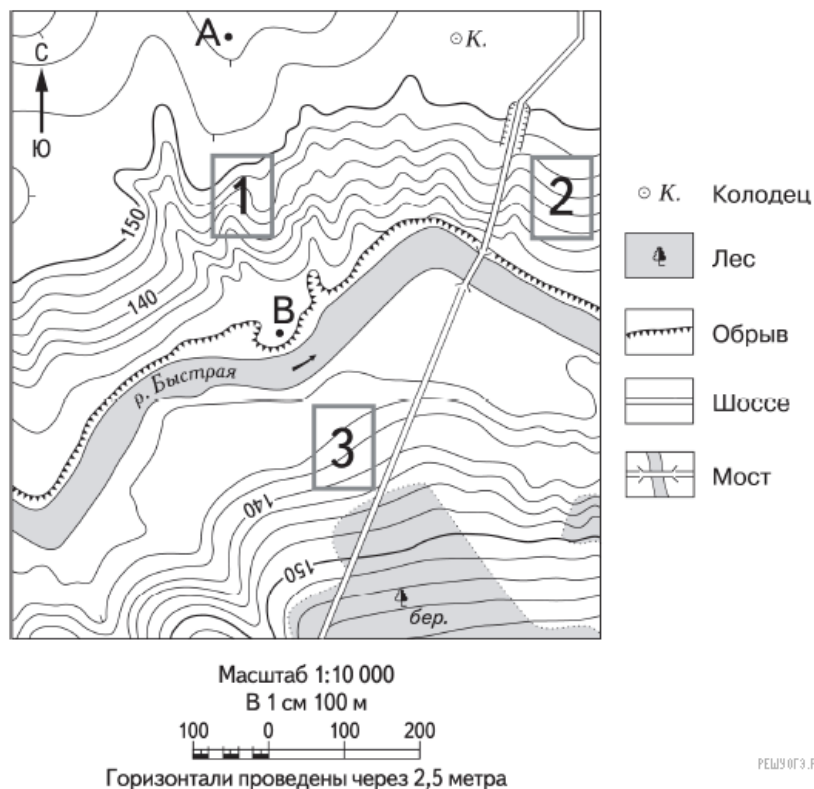 А
К.
С
Ю
1
2
150
140
В
р. Быстрая
3
140
150
бер.
К. Колодец
Лес
Обрыв
Шоссе
Мост
Масштаб 1:10 000
В 1 см 100 м
100 0 100 200
Горизонтали проведены через 2,5 метра
РЕШУОГЭ.Р